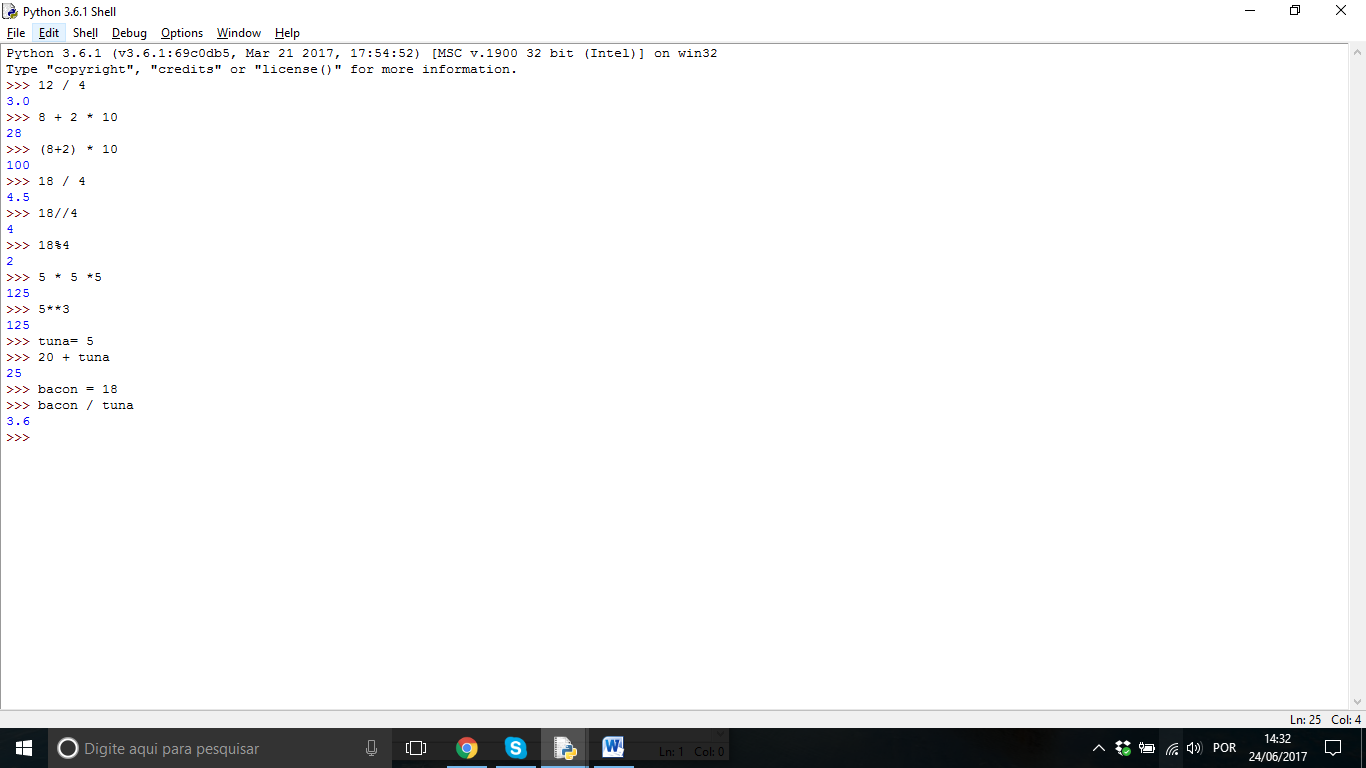 Python 3.6.1 Shell
File Edit Shell Debug Options Window Help
Python 3.6.1 (v3.6.1:69c0db5, Mar 21 2017, 17:54:52) [MSC v.1900 32 bit (Intel)] on win32
Type "copyright", "credits" or "license()" for more information.
>>> 12 / 4
3.0
>>> 8 + 2 * 10
28
>>> (8+2) * 10
100
>>> 18 / 4
4.5
>>> 18//4
4
>>> 18%4
2
>>> 5 * 5 *5
125
>>> 5**3
125
>>> tuna= 5
>>> 20 + tuna
25
>>> bacon = 18
>>> bacon / tuna
3.6
>>>
Ln: 25 Col: 4
Digite aqui para pesquisar
Ln: 1 Col: 0
POR
14:32
24/06/2017